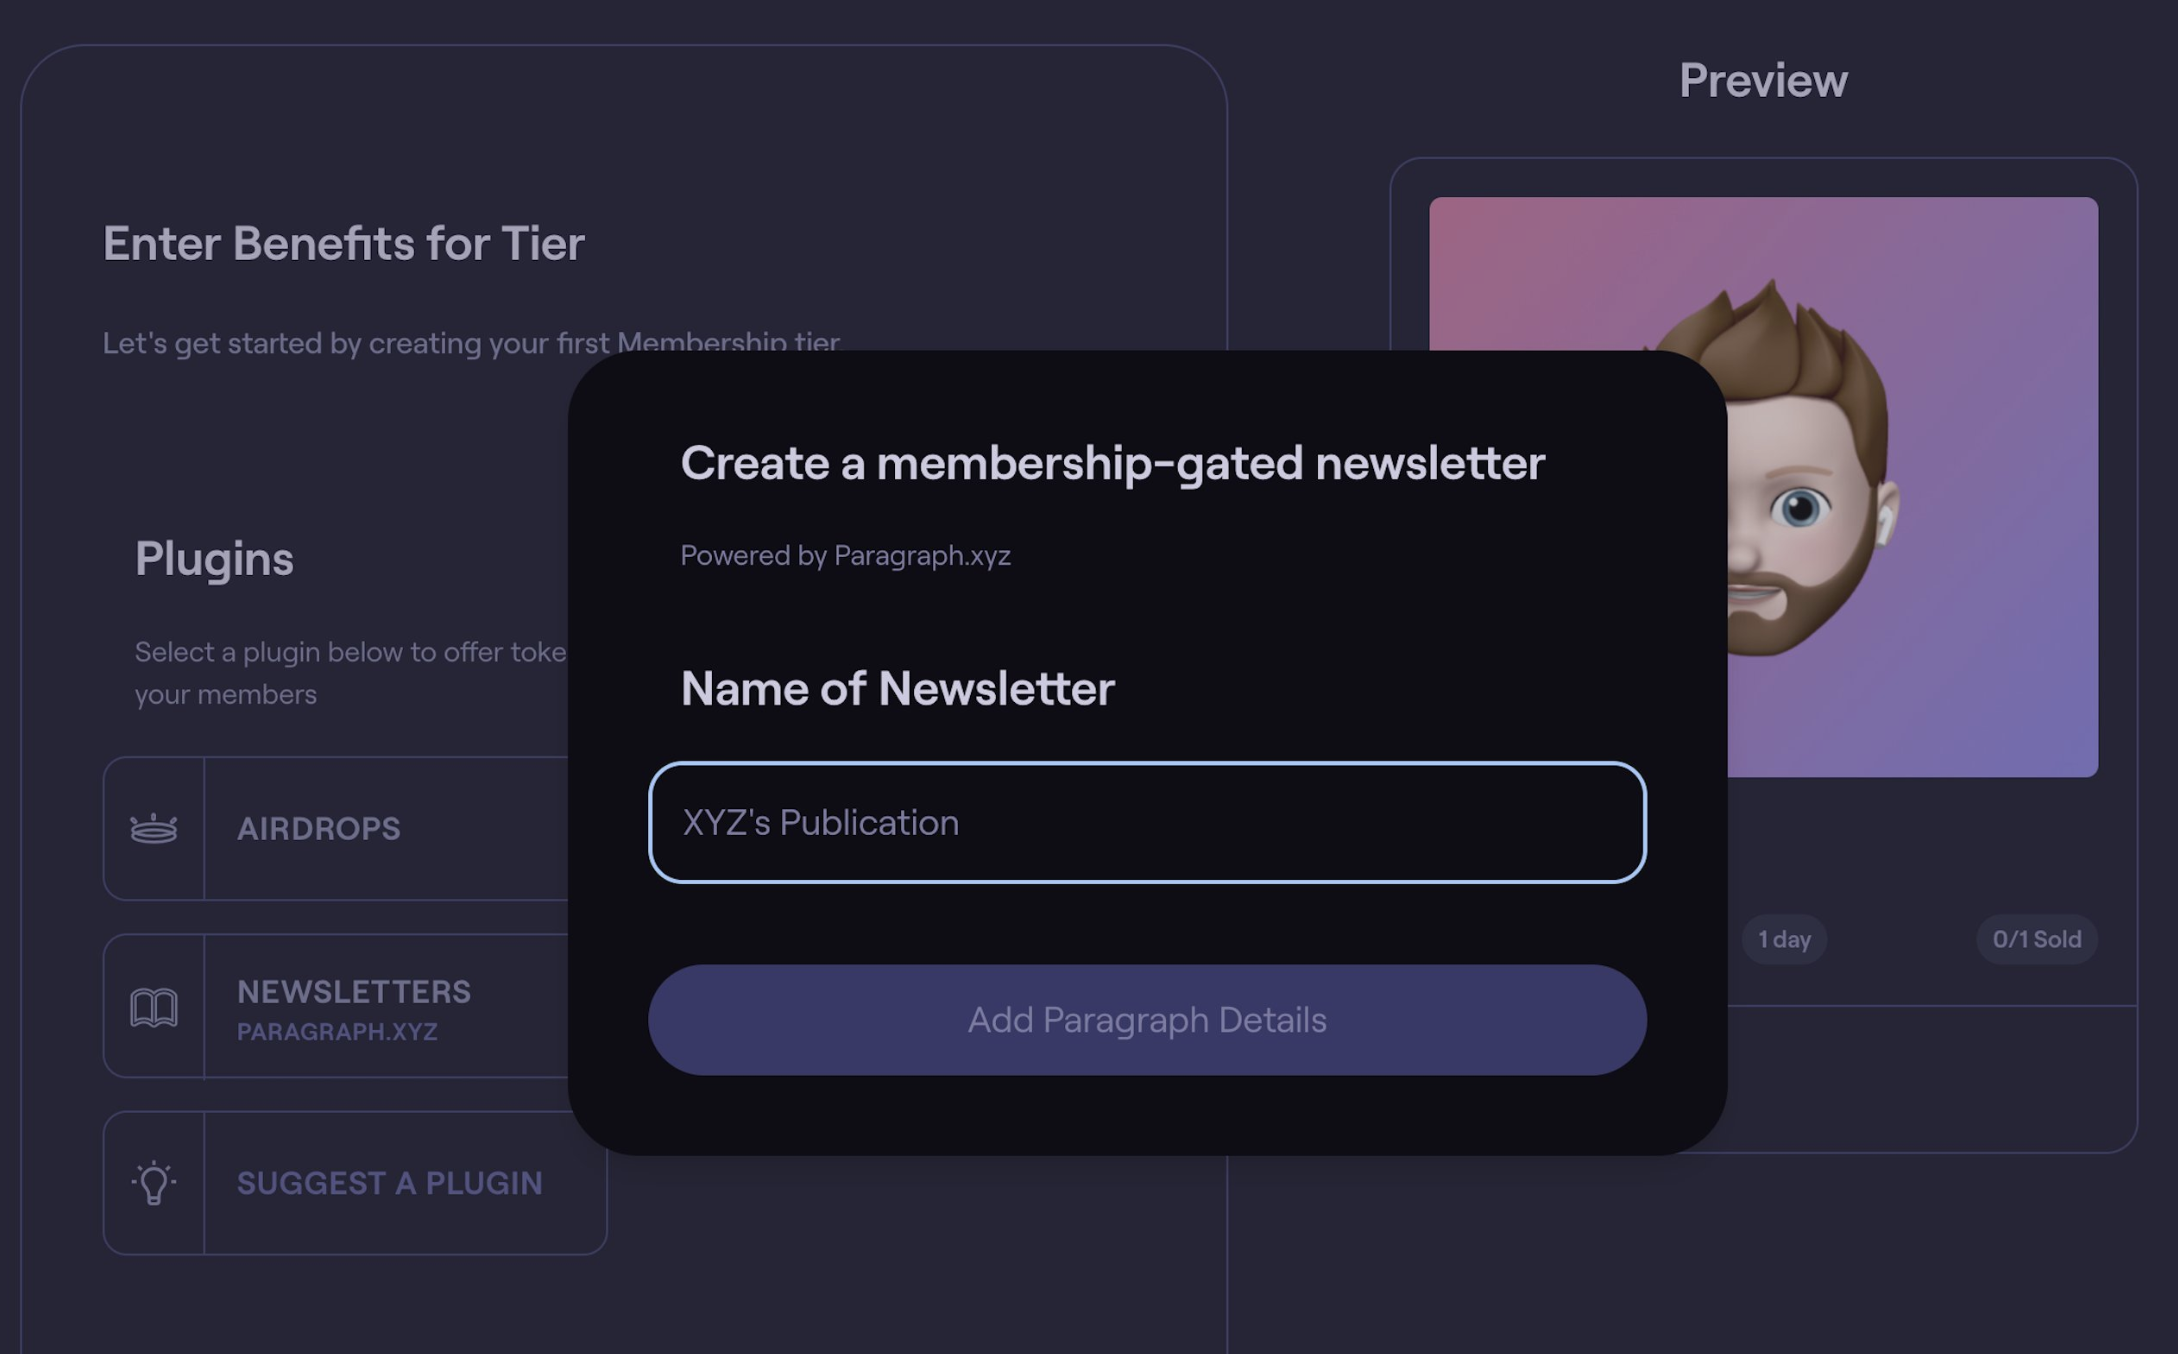 Enter Benefits for Tier
Let's get started by creating your first Membership tier.
Plugins
Select a plugin below to offer toke
your members
AIRDROPS
NEWSLETTERS
PARAGRAPH.XYZ
SUGGEST A PLUGIN
Create a membership-gated newsletter
Powered by Paragraph.xyz
Name of Newsletter
XYZ's Publication
Add Paragraph Details
Preview
1 day
0/1 Sold